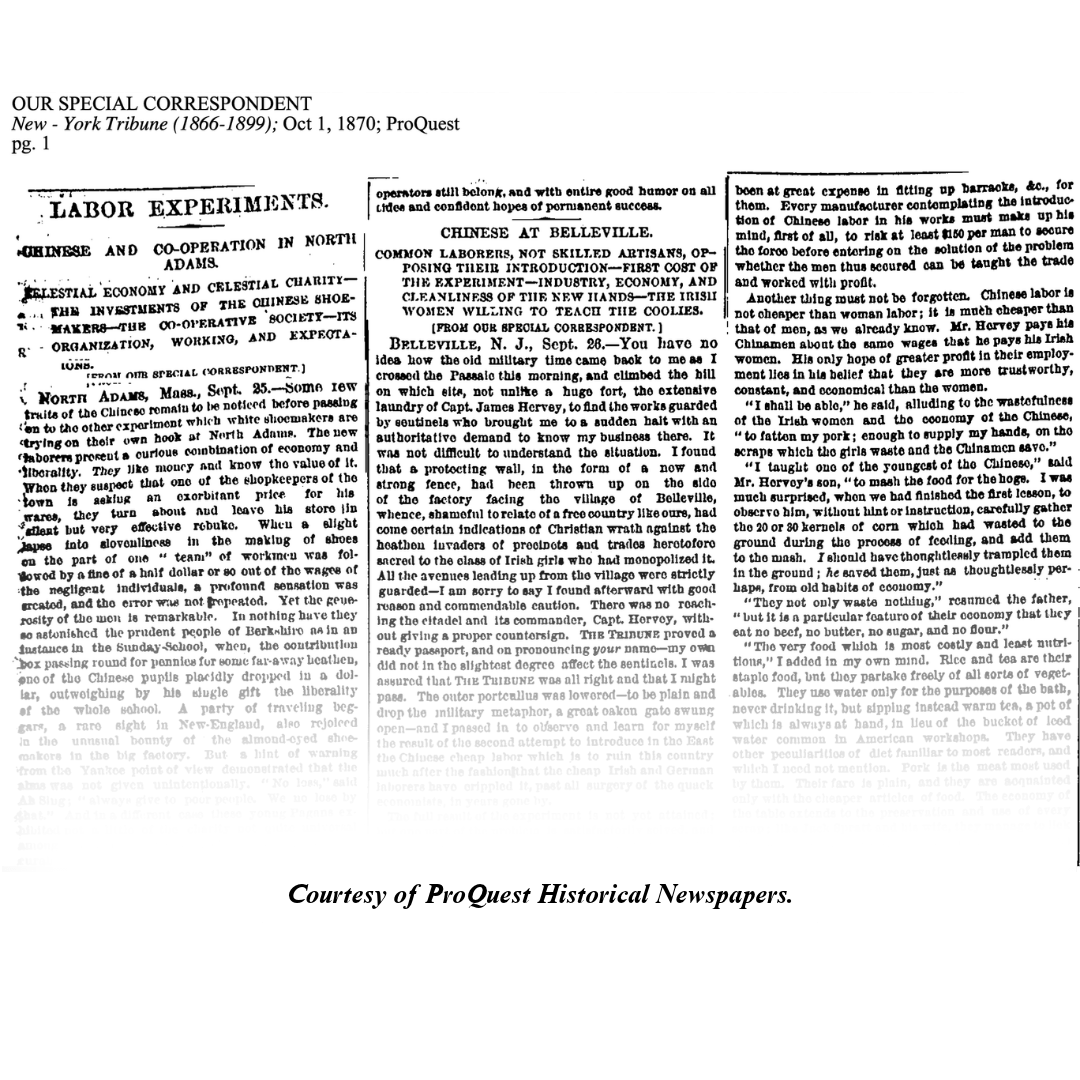 OUR SPECIAL CORRESPONDENT
New - York Tribune (1866-1899); Oct 1, 1870; ProQuest
pg. 1
LABOR EXPERIMENTS.
CHINESE AND CO-OPERATION IN NORTH
ADAMS.
CELESTIAL ECONOMY AND CELESTIAL CHARITY—
THE INVESTMENTS OF THE CHINESE SHOE-
MAKERS—THE CO-OPERATIVE SOCIETY—ITS
ORGANIZATION, WORKING, AND EXPECTA-
IONS.
[FROM OUR SPECIAL CORRESPONDENT.]
NORTH ADAMS, Mass., Sept. 25.—Some few
traits of the Chinese remain to be noticed before passing
on to the other experiment which white shoemakers are
trying on their own hook at North Adams. The new
laborers present a curious combination of economy and
liberality. They like money and know the value of it.
When they suspect that one of the shopkeepers of the
town is asking an exorbitant price for his
wares, they turn about and leave his store in
silent but very effective rebuke. When a slight
lapse into slovenliness in the making of shoes
on the part of one "team" of workmen was fol-
lowed by a fine of a half dollar or so out of the wages of
the negligent individuals, a profound sensation was
created, and the error was not repeated. Yet the gene-
rosity of the men is remarkable. In nothing have they
so astonished the prudent people of Berkshire as in an
instance in the Sunday-School, when, the contribution
box passing round for pennies for some far-away heathen,
one of the Chinese pupils placidly dropped in a dol-
lar, outweighing by his single gift the liberality
of the whole school. A party of traveling beg-
gars, a rare sight in New-England, also rejoiced
in the unusual bounty of the almond-eyed shoe-
makers in the big factory. But a hint of warning
from the Yankee point of view demonstrated that the
alms was not given unintentionally. "No loss," said
Ah Sing; "always give to poor people. We no loss by
that."
operators still belong, and with entire good humor on all
sides and confident hopes of permanent success.
CHINESE AT BELLEVILLE.
COMMON LABORERS, NOT SKILLED ARTISANS, OP-
POSING THEIR INTRODUCTION—FIRST COST OF
THE EXPERIMENT—INDUSTRY, ECONOMY, AND
CLEANLINESS OF THE NEW HANDS—THE IRISH
WOMEN WILLING TO TEACH THE COOLIES.
[FROM OUR SPECIAL CORRESPONDENT.]
BELLEVILLE, N. J., Sept. 26.—You have no
idea how the old military time came back to me as I
crossed the Passaic this morning, and climbed the hill
on which sits, not unlike a huge fort, the extensive
laundry of Capt. James Hervey, to find the works guarded
by sentinels who brought me to a sudden halt with an
authoritative demand to know my business there. It
was not difficult to understand the situation. I found
that a protecting wall, in the form of a new and
strong fence, had been thrown up on the side
of the factory facing the village of Belleville,
whence, shameful to relate of a free country like ours, had
come certain indications of Christian wrath against the
heathen invaders of precincts and trades heretofore
sacred to the class of Irish girls who had monopolized it.
All the avenues leading up from the village were strictly
guarded—I am sorry to say I found afterward with good
reason and commendable caution. There was no reach-
ing the citadel and its commander, Capt. Hervey, with-
out giving a proper countersign. THE TRIBUNE proved a
ready passport, and on pronouncing your name—my own
did not in the slightest degree affect the sentinels. I was
assured that THE TRIBUNE was all right and that I might
pass. The outer portcullus was lowered—to be plain and
drop the military metaphor, a great oaken gate swung
open—and I passed in to observe and learn for myself
the result of the second attempt to introduce in the East
the Chinese cheap labor which is to ruin this country
much after the fashion that the cheap Irish and German
laborers have crippled it, past all surgery of the quack
economists, in years gone by.
been at great expense in fitting up barracks, &c., for
them. Every manufacturer contemplating the introduc-
tion of Chinese labor in his works must make up his
mind, first of all, to risk at least $150 per man to secure
the force before entering on the solution of the problem
whether the men thus secured can be taught the trade
and worked with profit.
Another thing must not be forgotten. Chinese labor is
not cheaper than woman labor; it is much cheaper than
that of men, as we already know. Mr. Hervey pays his
Chinamen about the same wages that he pays his Irish
women. His only hope of greater profit in their employ-
ment lies in his belief that they are more trustworthy,
constant, and economical than the women.
"I shall be able," he said, alluding to the wastefulness
of the Irish women and the economy of the Chinese,
"to fatten my pork; enough to supply my hands, on the
scraps which the girls waste and the Chinamen save."
"I taught one of the youngest of the Chinese," said
Mr. Hervey's son, "to mash the food for the hogs. I was
much surprised, when we had finished the first lesson, to
observe him, without hint or instruction, carefully gather
the 20 or 30 kernels of corn which had wasted to the
ground during the process of feeding, and add them
to the mash. I should have thoughtlessly trampled them
in the ground; he saved them, just as thoughtlessly per-
haps, from old habits of economy."
"They not only waste nothing," resumed the father,
"but it is a particular feature of their economy that they
eat no beef, no butter, no sugar, and no flour."
"The very food which is most costly and least nutri-
tious," I added in my own mind. Rice and tea are their
staple food, but they partake freely of all sorts of veget-
ables. They use water only for the purposes of the bath,
never drinking it, but sipping instead warm tea, a pot of
which is always at hand, in lieu of the bucket of iced
water common in American workshops. They have
other peculiarities of diet familiar to most readers, and
which I need not mention. Pork is the meat most used
by them. Their fare is plain, and they are acquainted
only with the cheaper articles of food. The economy of
Courtesy of ProQuest Historical Newspapers.